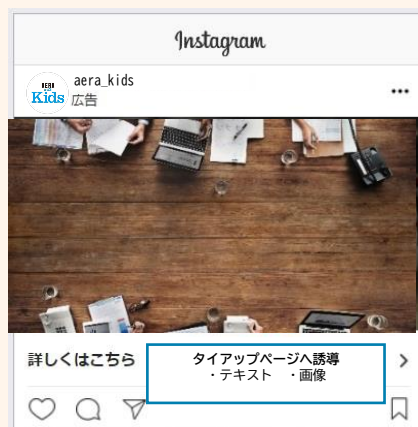 Instagram
aera_kids
AERA
Kids
広告
詳しくはこちら
タイアップページへ誘導
・テキスト ・画像